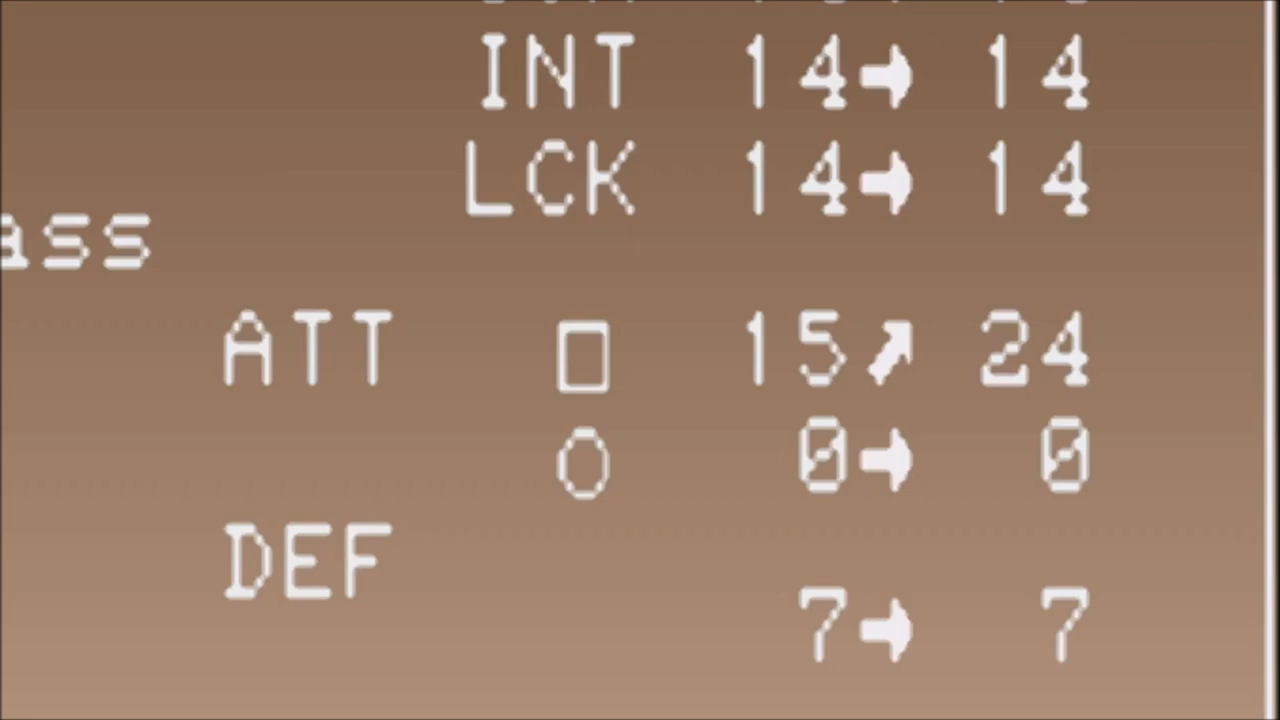 INT 14→ 14
LCK 14→ 14
ass
ATT □ 15↗ 24
○ 0→ 0
DEF
7→ 7